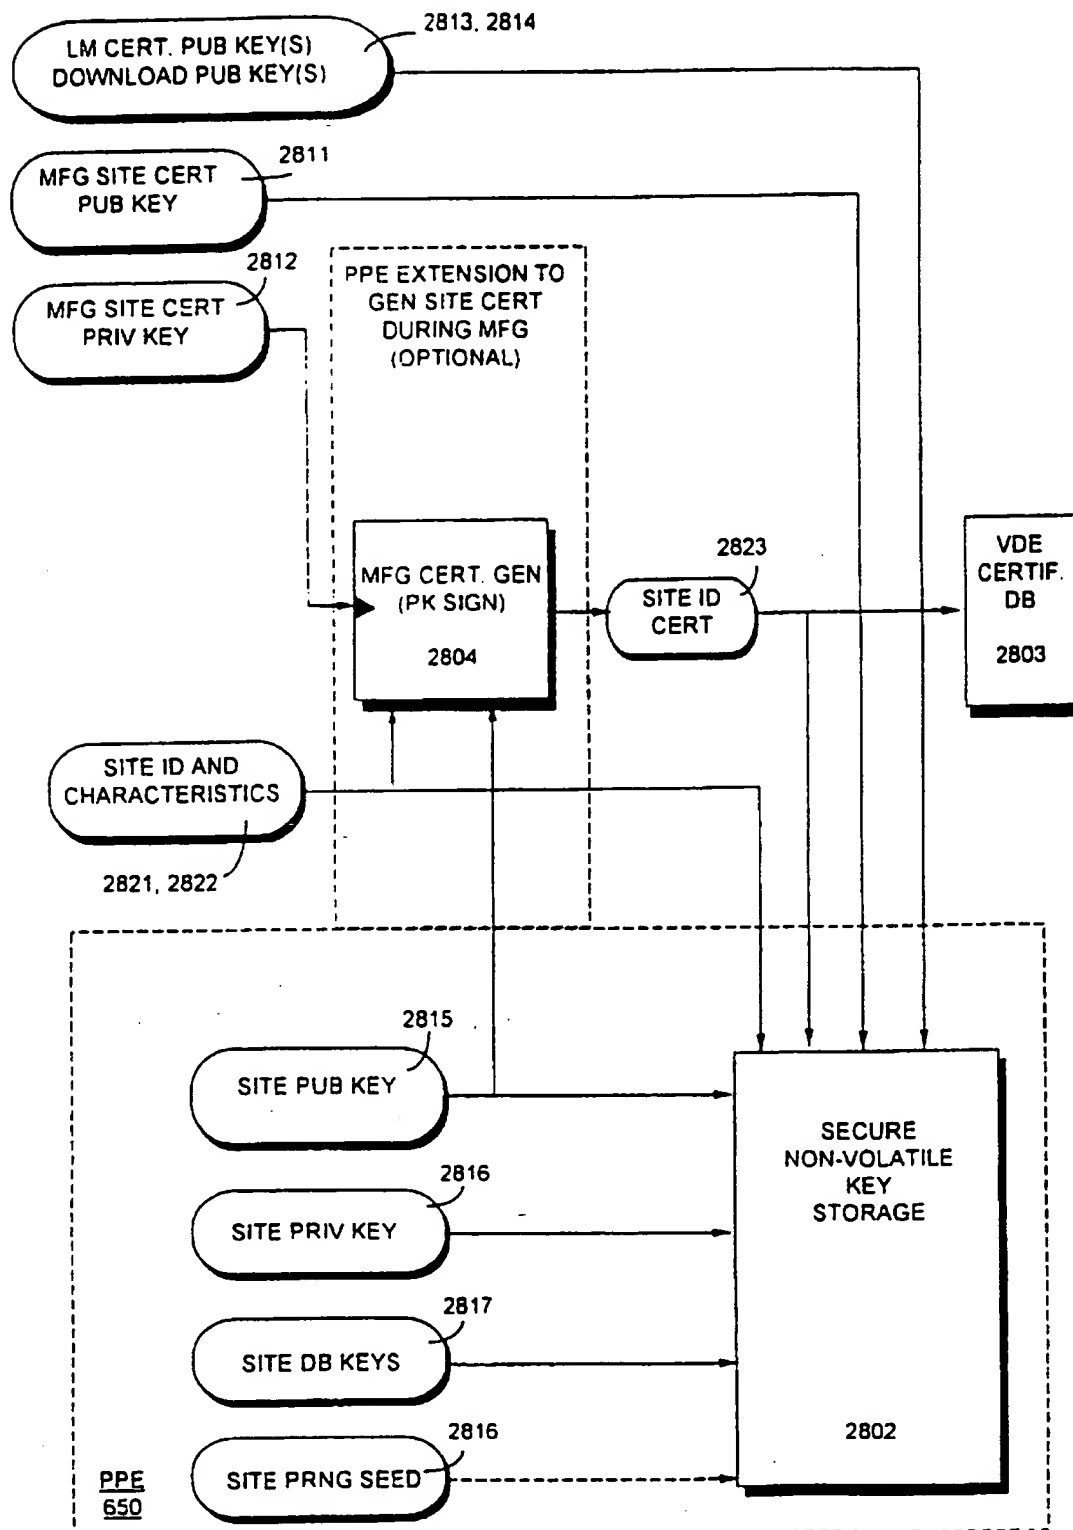 2813, 2814
LM CERT. PUB KEY(S)
DOWNLOAD PUB KEY(S)
2811
MFG SITE CERT
PUB KEY
2812
MFG SITE CERT
PRIV KEY
PPE EXTENSION TO
GEN SITE CERT
DURING MFG
(OPTIONAL)
MFG CERT. GEN
(PK SIGN)
2804
2823
SITE ID
CERT
VDE
CERTIF.
DB
2803
SITE ID AND
CHARACTERISTICS
2821, 2822
2815
SITE PUB KEY
2816
SITE PRIV KEY
2817
SITE DB KEYS
2816
SITE PRNG SEED
SECURE
NON-VOLATILE
KEY
STORAGE
2802
PPE
650